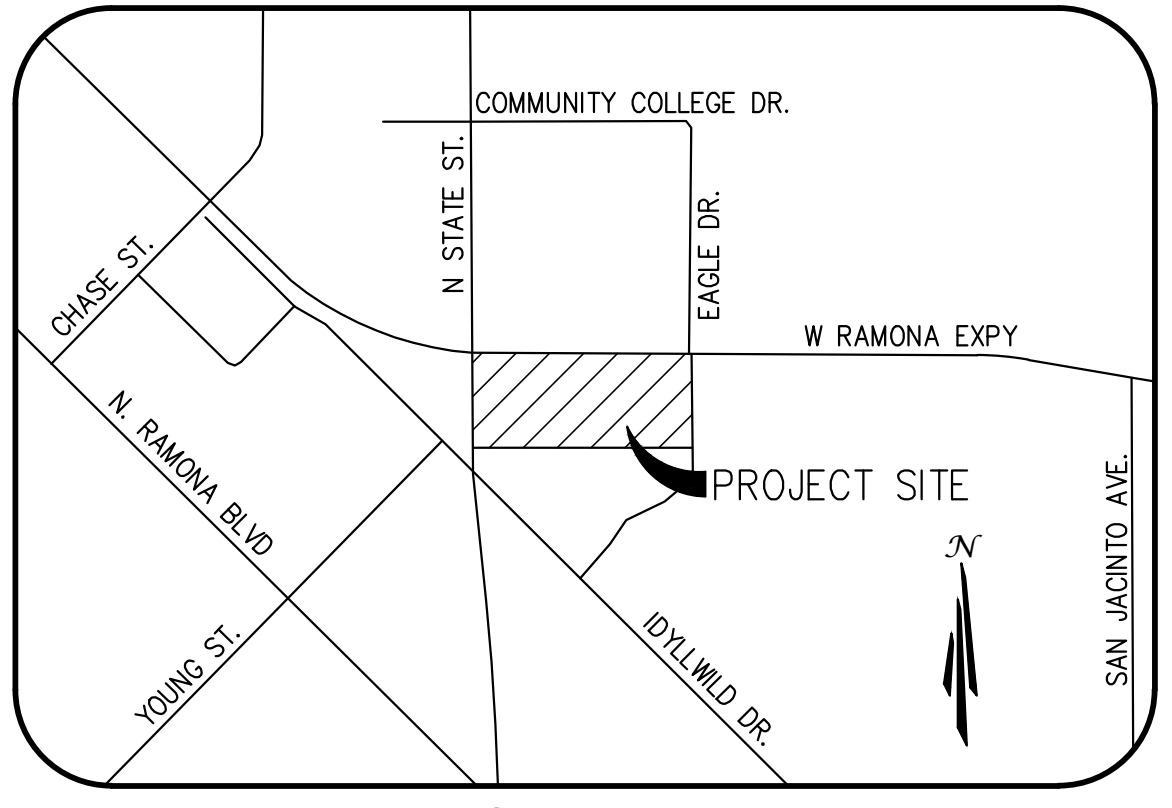 COMMUNITY COLLEGE DR.
N STATE ST.
EAGLE DR.
CHASE ST.
W RAMONA EXPY
N. RAMONA BLVD
PROJECT SITE
N
SAN JACINTO AVE.
YOUNG ST.
IDYLLWILD DR.